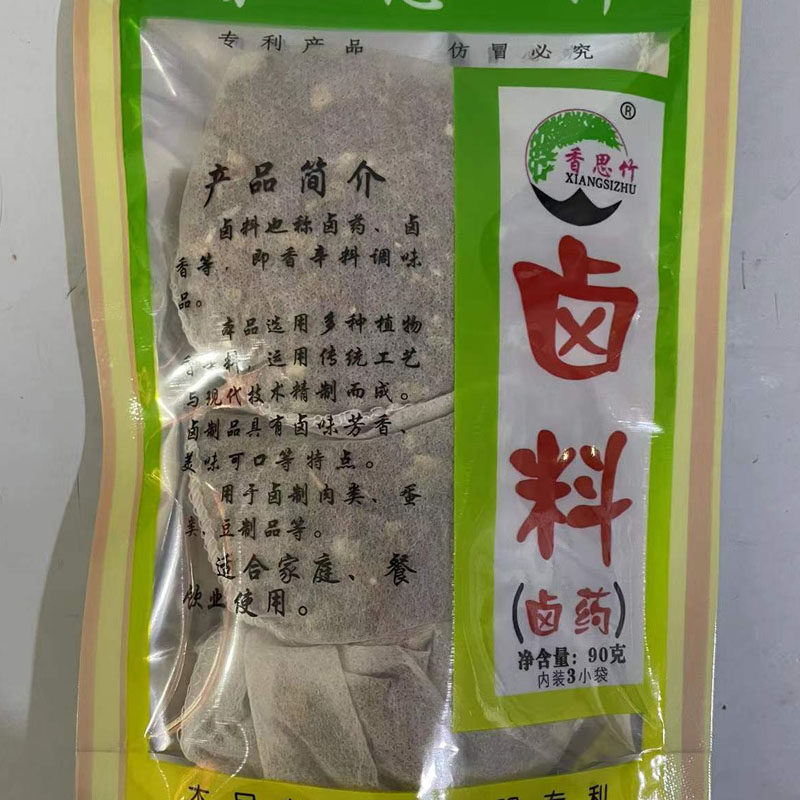 专利产品 仿冒必究
®
香思竹
XIANGSIZHU
产品简介
卤料也称卤药、卤
香等，即香辛料调味
品。
本品选用多种植物
香辛料，运用传统工艺
与现代技术精制而成。
卤制品具有卤味芳香、
美味可口等特点。
用于卤制肉类、蛋
类、豆制品等。
适合家庭、餐
饮业使用。
卤
料
(卤药)
净含量：90克
内装3小袋